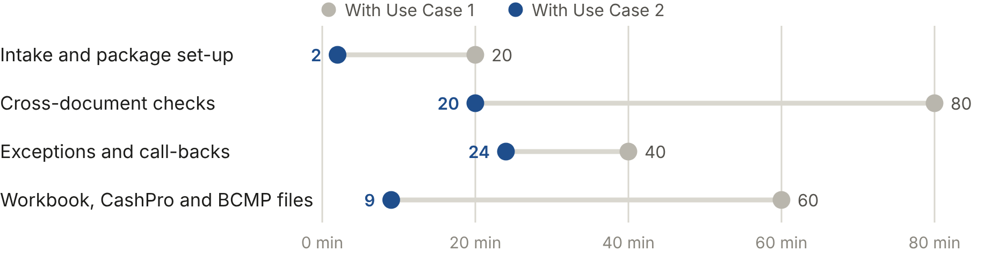 With Use Case 1 With Use Case 2
Intake and package set-up 2 20
Cross-document checks 20 80
Exceptions and call-backs 24 40
Workbook, CashPro and BCMP files 9 60
0 min 20 min 40 min 60 min 80 min